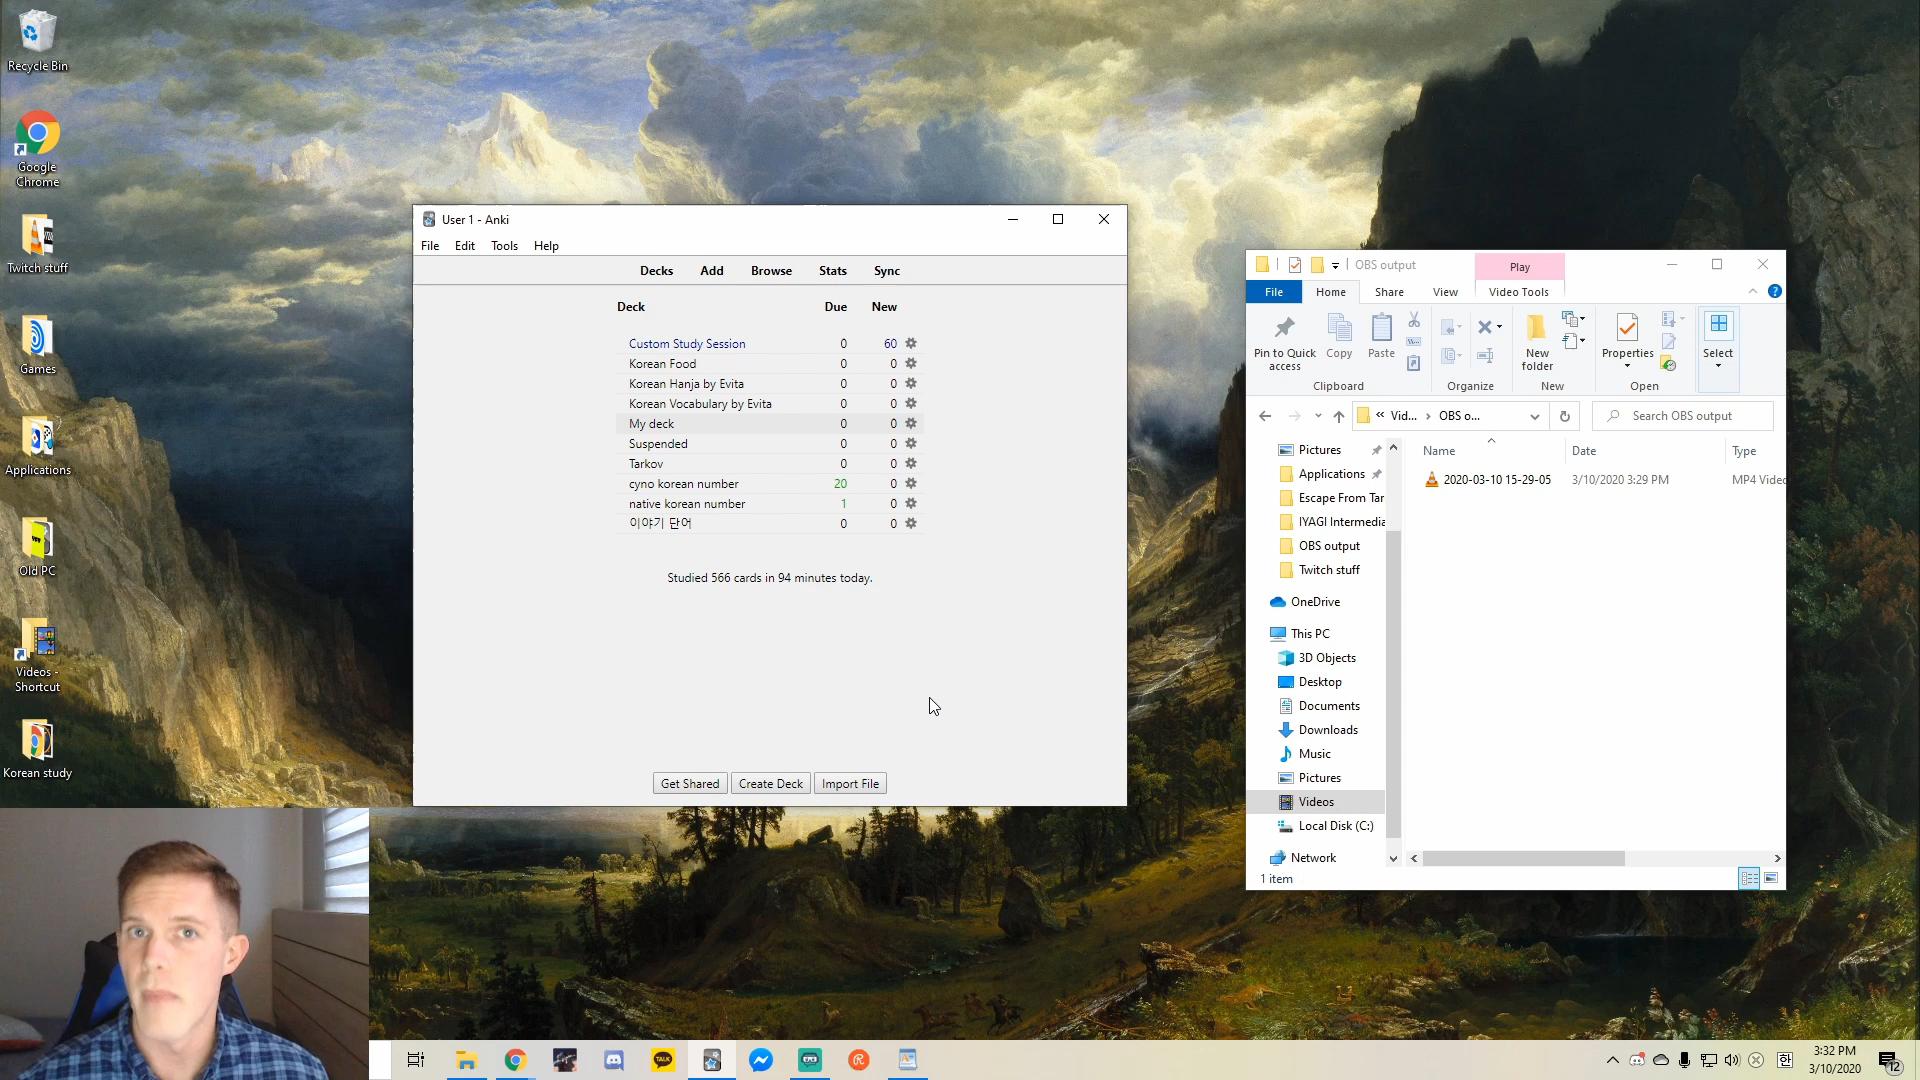 Recycle Bin
Google
Chrome
Twitch stuff
Games
Applications
Old PC
Videos -
Shortcut
Korean study
User 1 - Anki
File Edit Tools Help
Decks Add Browse Stats Sync
Deck Due New
Custom Study Session 0 60
Korean Food 0 0
Korean Hanja by Evita 0 0
Korean Vocabulary by Evita 0 0
My deck 0 0
Suspended 0 0
Tarkov 0 0
cyno korean number 20 0
native korean number 1 0
이야기 단어 0 0
Studied 566 cards in 94 minutes today.
Get Shared Create Deck Import File
OBS output Play
File Home Share View Video Tools
Pin to Quick
access
Copy
Paste
New
folder
Properties
Select
Clipboard Organize New Open
« Vid... › OBS o...
Search OBS output
Name Date Type
2020-03-10 15-29-05 3/10/2020 3:29 PM MP4 Video
Pictures
Applications
Escape From Tar
IYAGI Intermedia
OBS output
Twitch stuff
OneDrive
This PC
3D Objects
Desktop
Documents
Downloads
Music
Pictures
Videos
Local Disk (C:)
Network
1 item
TALK
한
3:32 PM
3/10/2020
12